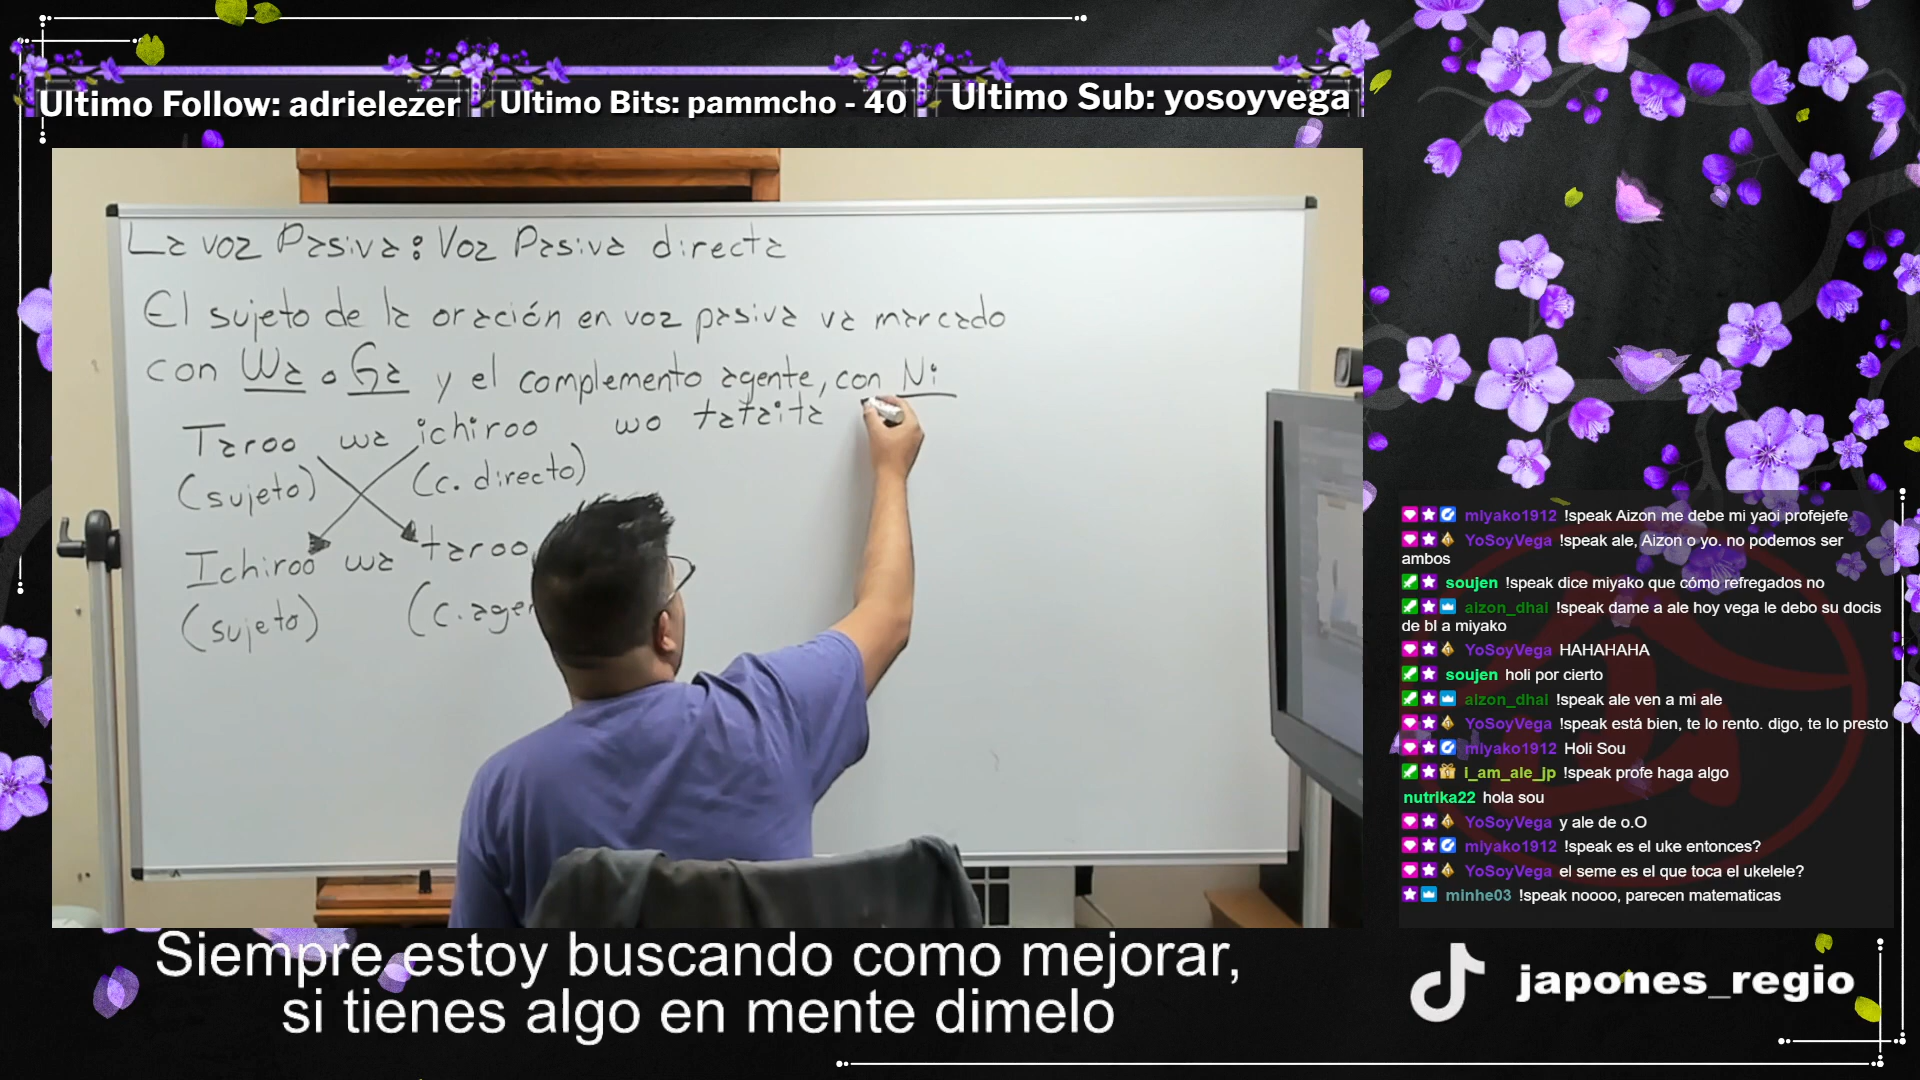 Ultimo Follow: adrielezer
Ultimo Bits: pammcho - 40
Ultimo Sub: yosoyvega
La voz Pasiva: Voz Pasiva directa
El sujeto de la oración en voz pasiva va marcado
con Wa o Ga y el complemento agente, con Ni
Taroo wa ichiroo wo tataita
(sujeto) (c. directo)
Ichiroo wa taroo
(sujeto) (c. agen
miyako1912 !speak Aizon me debe mi yaoi profejefe
YoSoyVega !speak ale, Aizon o yo. no podemos ser
ambos
soujen !speak dice miyako que cómo refregados no
aizon_dhal !speak dame a ale hoy vega le debo su docis
de bl a miyako
YoSoyVega HAHAHAHA
soujen holi por cierto
aizon_dhal !speak ale ven a mi ale
YoSoyVega !speak está bien, te lo rento. digo, te lo presto
miyako1912 Holi Sou
i_am_ale_jp !speak profe haga algo
nutrika22 hola sou
YoSoyVega y ale de o.O
miyako1912 !speak es el uke entonces?
YoSoyVega el seme es el que toca el ukelele?
minhe03 !speak noooo, parecen matematicas
Siempre estoy buscando como mejorar,
si tienes algo en mente dimelo
japones_regio